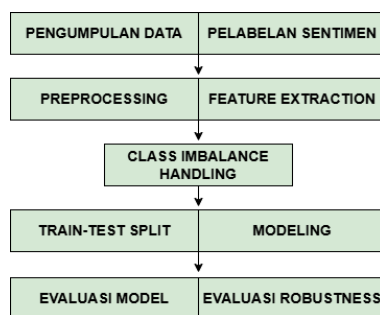 PENGUMPULAN DATA
PELABELAN SENTIMEN
PREPROCESSING
FEATURE EXTRACTION
CLASS IMBALANCE
HANDLING
TRAIN-TEST SPLIT
MODELING
EVALUASI MODEL
EVALUASI ROBUSTNESS